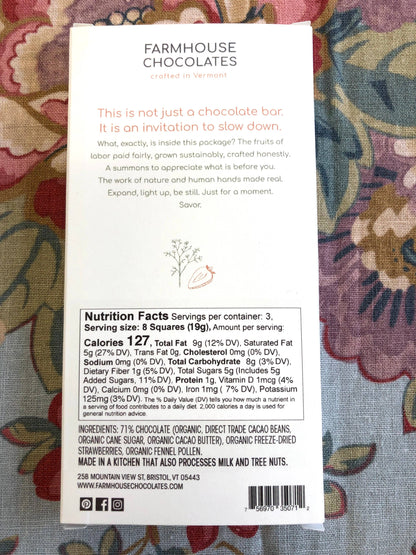 FARMHOUSE
CHOCOLATES
crafted in Vermont
This is not just a chocolate bar.
It is an invitation to slow down.
What, exactly, is inside this package? The fruits of
labor paid fairly, grown sustainably, crafted honestly.
A summons to appreciate what is before you.
The work of nature and human hands made real.
Expand, light up, be still. Just for a moment.
Savor.
Nutrition Facts Servings per container: 3,
Serving size: 8 Squares (19g), Amount per serving:
Calories 127, Total Fat 9g (12% DV), Saturated Fat
5g (27% DV), Trans Fat 0g, Cholesterol 0mg (0% DV),
Sodium 0mg (0% DV), Total Carbohydrate 8g (3% DV),
Dietary Fiber 1g (5% DV), Total Sugars 5g (Includes 5g
Added Sugars, 11% DV), Protein 1g, Vitamin D 1mcg (4%
DV), Calcium 0mg (0% DV), Iron 1mg ( 7% DV), Potassium
125mg (3% DV). The % Daily Value (DV) tells you how much a nutrient in
a serving of food contributes to a daily diet. 2,000 calories a day is used for
general nutrition advice.
INGREDIENTS: 71% CHOCOLATE (ORGANIC, DIRECT TRADE CACAO BEANS,
ORGANIC CANE SUGAR, ORGANIC CACAO BUTTER), ORGANIC FREEZE-DRIED
STRAWBERRIES, ORGANIC FENNEL POLLEN.
MADE IN A KITCHEN THAT ALSO PROCESSES MILK AND TREE NUTS.
25B MOUNTAIN VIEW ST, BRISTOL, VT 05443
WWW.FARMHOUSECHOCOLATES.COM
7 56970 35071 2